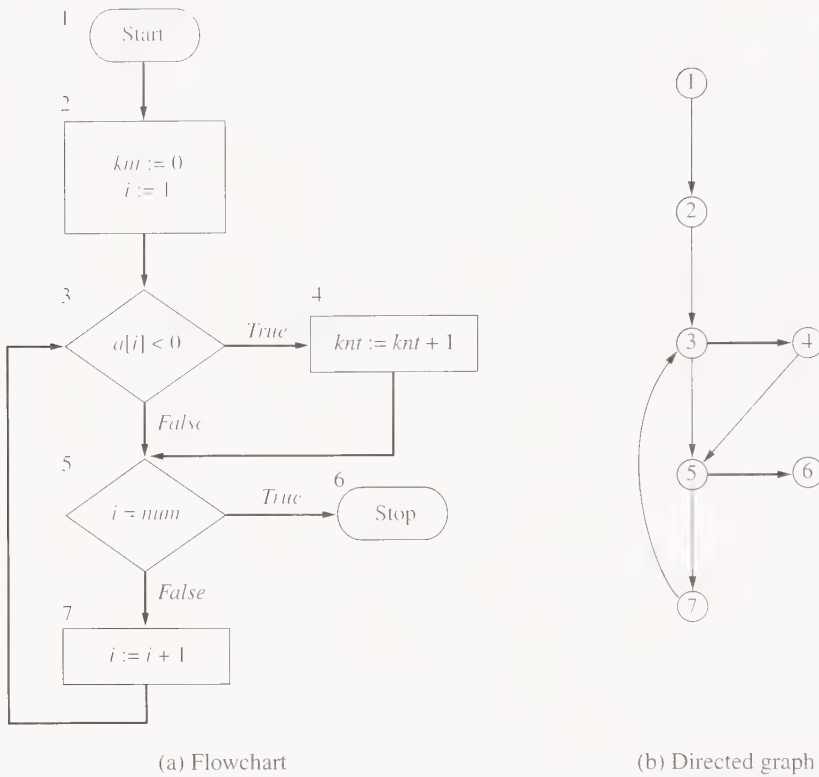 1
Start
2
knt := 0
i := 1
3
a[i] < 0
True
4
knt := knt + 1
False
5
i = num
True
6
Stop
False
7
i := i + 1
(a) Flowchart
1
2
3
4
5
6
7
(b) Directed graph